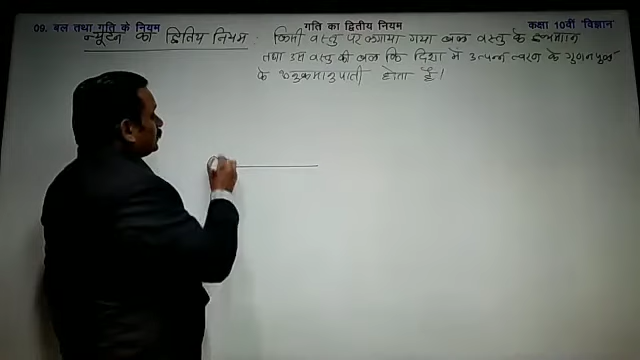 09. बल तथा गति के नियम गति का द्वितीय नियम कक्षा 10वीं 'विज्ञान'
न्यूटन का द्वितिय नियम : किसी वस्तु पर लगाया गया बल वस्तु के द्रव्यमान
तथा उस वस्तु की बल कि दिशा में उत्पन्न त्वरण के गुणनफल
के अनुक्रमानुपाती होता है।